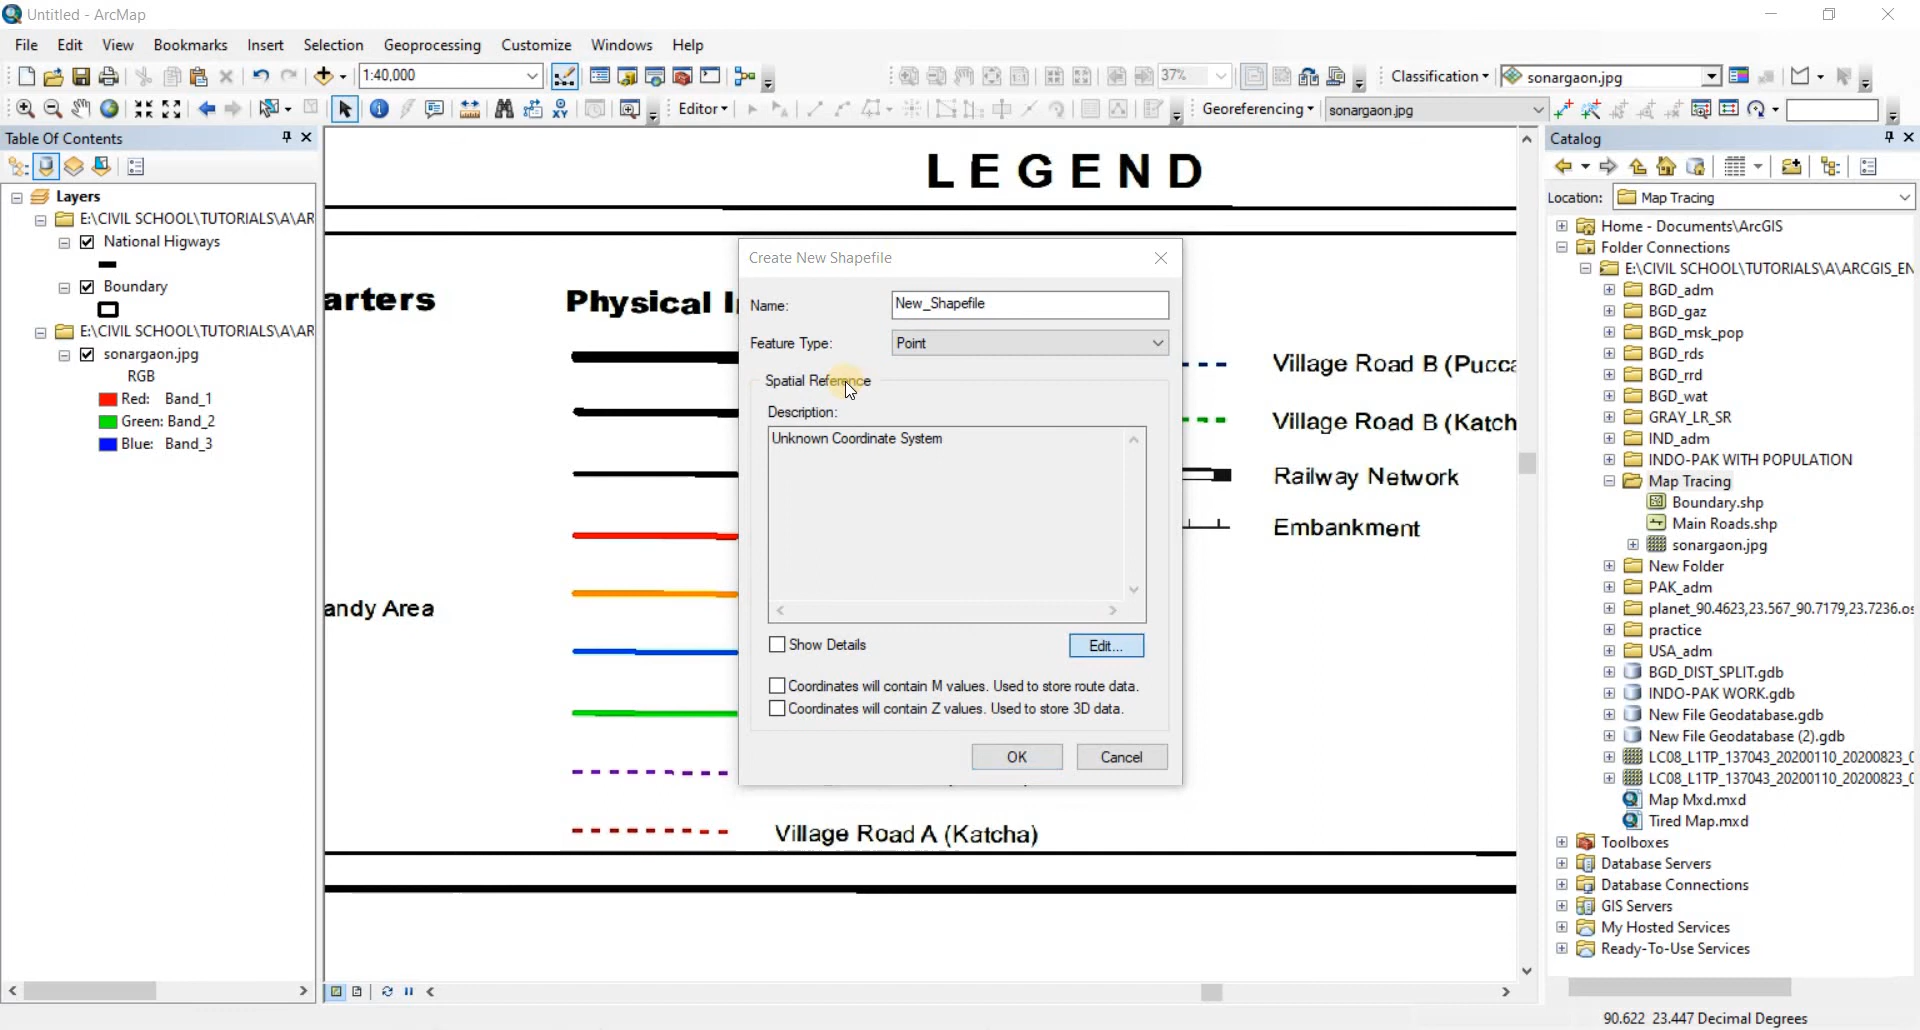 Untitled - ArcMap
File Edit View Bookmarks Insert Selection Geoprocessing Customize Windows Help
1:40,000
37%
Classification
sonargaon.jpg
Editor
Georeferencing
sonargaon.jpg
Table Of Contents
Layers
E:\CIVIL SCHOOL\TUTORIALS\A\AR
National Higways
Boundary
E:\CIVIL SCHOOL\TUTORIALS\A\AR
sonargaon.jpg
RGB
Red: Band_1
Green: Band_2
Blue: Band_3
LEGEND
arters
Physical I
andy Area
Village Road B (Pucca
Village Road B (Katch
Railway Network
Embankment
Village Road A (Katcha)
Create New Shapefile
Name:
New_Shapefile
Feature Type:
Point
Spatial Reference
Description:
Unknown Coordinate System
Show Details
Edit...
Coordinates will contain M values. Used to store route data.
Coordinates will contain Z values. Used to store 3D data.
OK
Cancel
Catalog
Location:
Map Tracing
Home - Documents\ArcGIS
Folder Connections
E:\CIVIL SCHOOL\TUTORIALS\A\ARCGIS_EN
BGD_adm
BGD_gaz
BGD_msk_pop
BGD_rds
BGD_rrd
BGD_wat
GRAY_LR_SR
IND_adm
INDO-PAK WITH POPULATION
Map Tracing
Boundary.shp
Main Roads.shp
sonargaon.jpg
New Folder
PAK_adm
planet_90.4623,23.567_90.7179,23.7236.os
practice
USA_adm
BGD_DIST_SPLIT.gdb
INDO-PAK WORK.gdb
New File Geodatabase.gdb
New File Geodatabase (2).gdb
LC08_L1TP_137043_20200110_20200823_0
LC08_L1TP_137043_20200110_20200823_0
Map Mxd.mxd
Tired Map.mxd
Toolboxes
Database Servers
Database Connections
GIS Servers
My Hosted Services
Ready-To-Use Services
90.622 23.447 Decimal Degrees